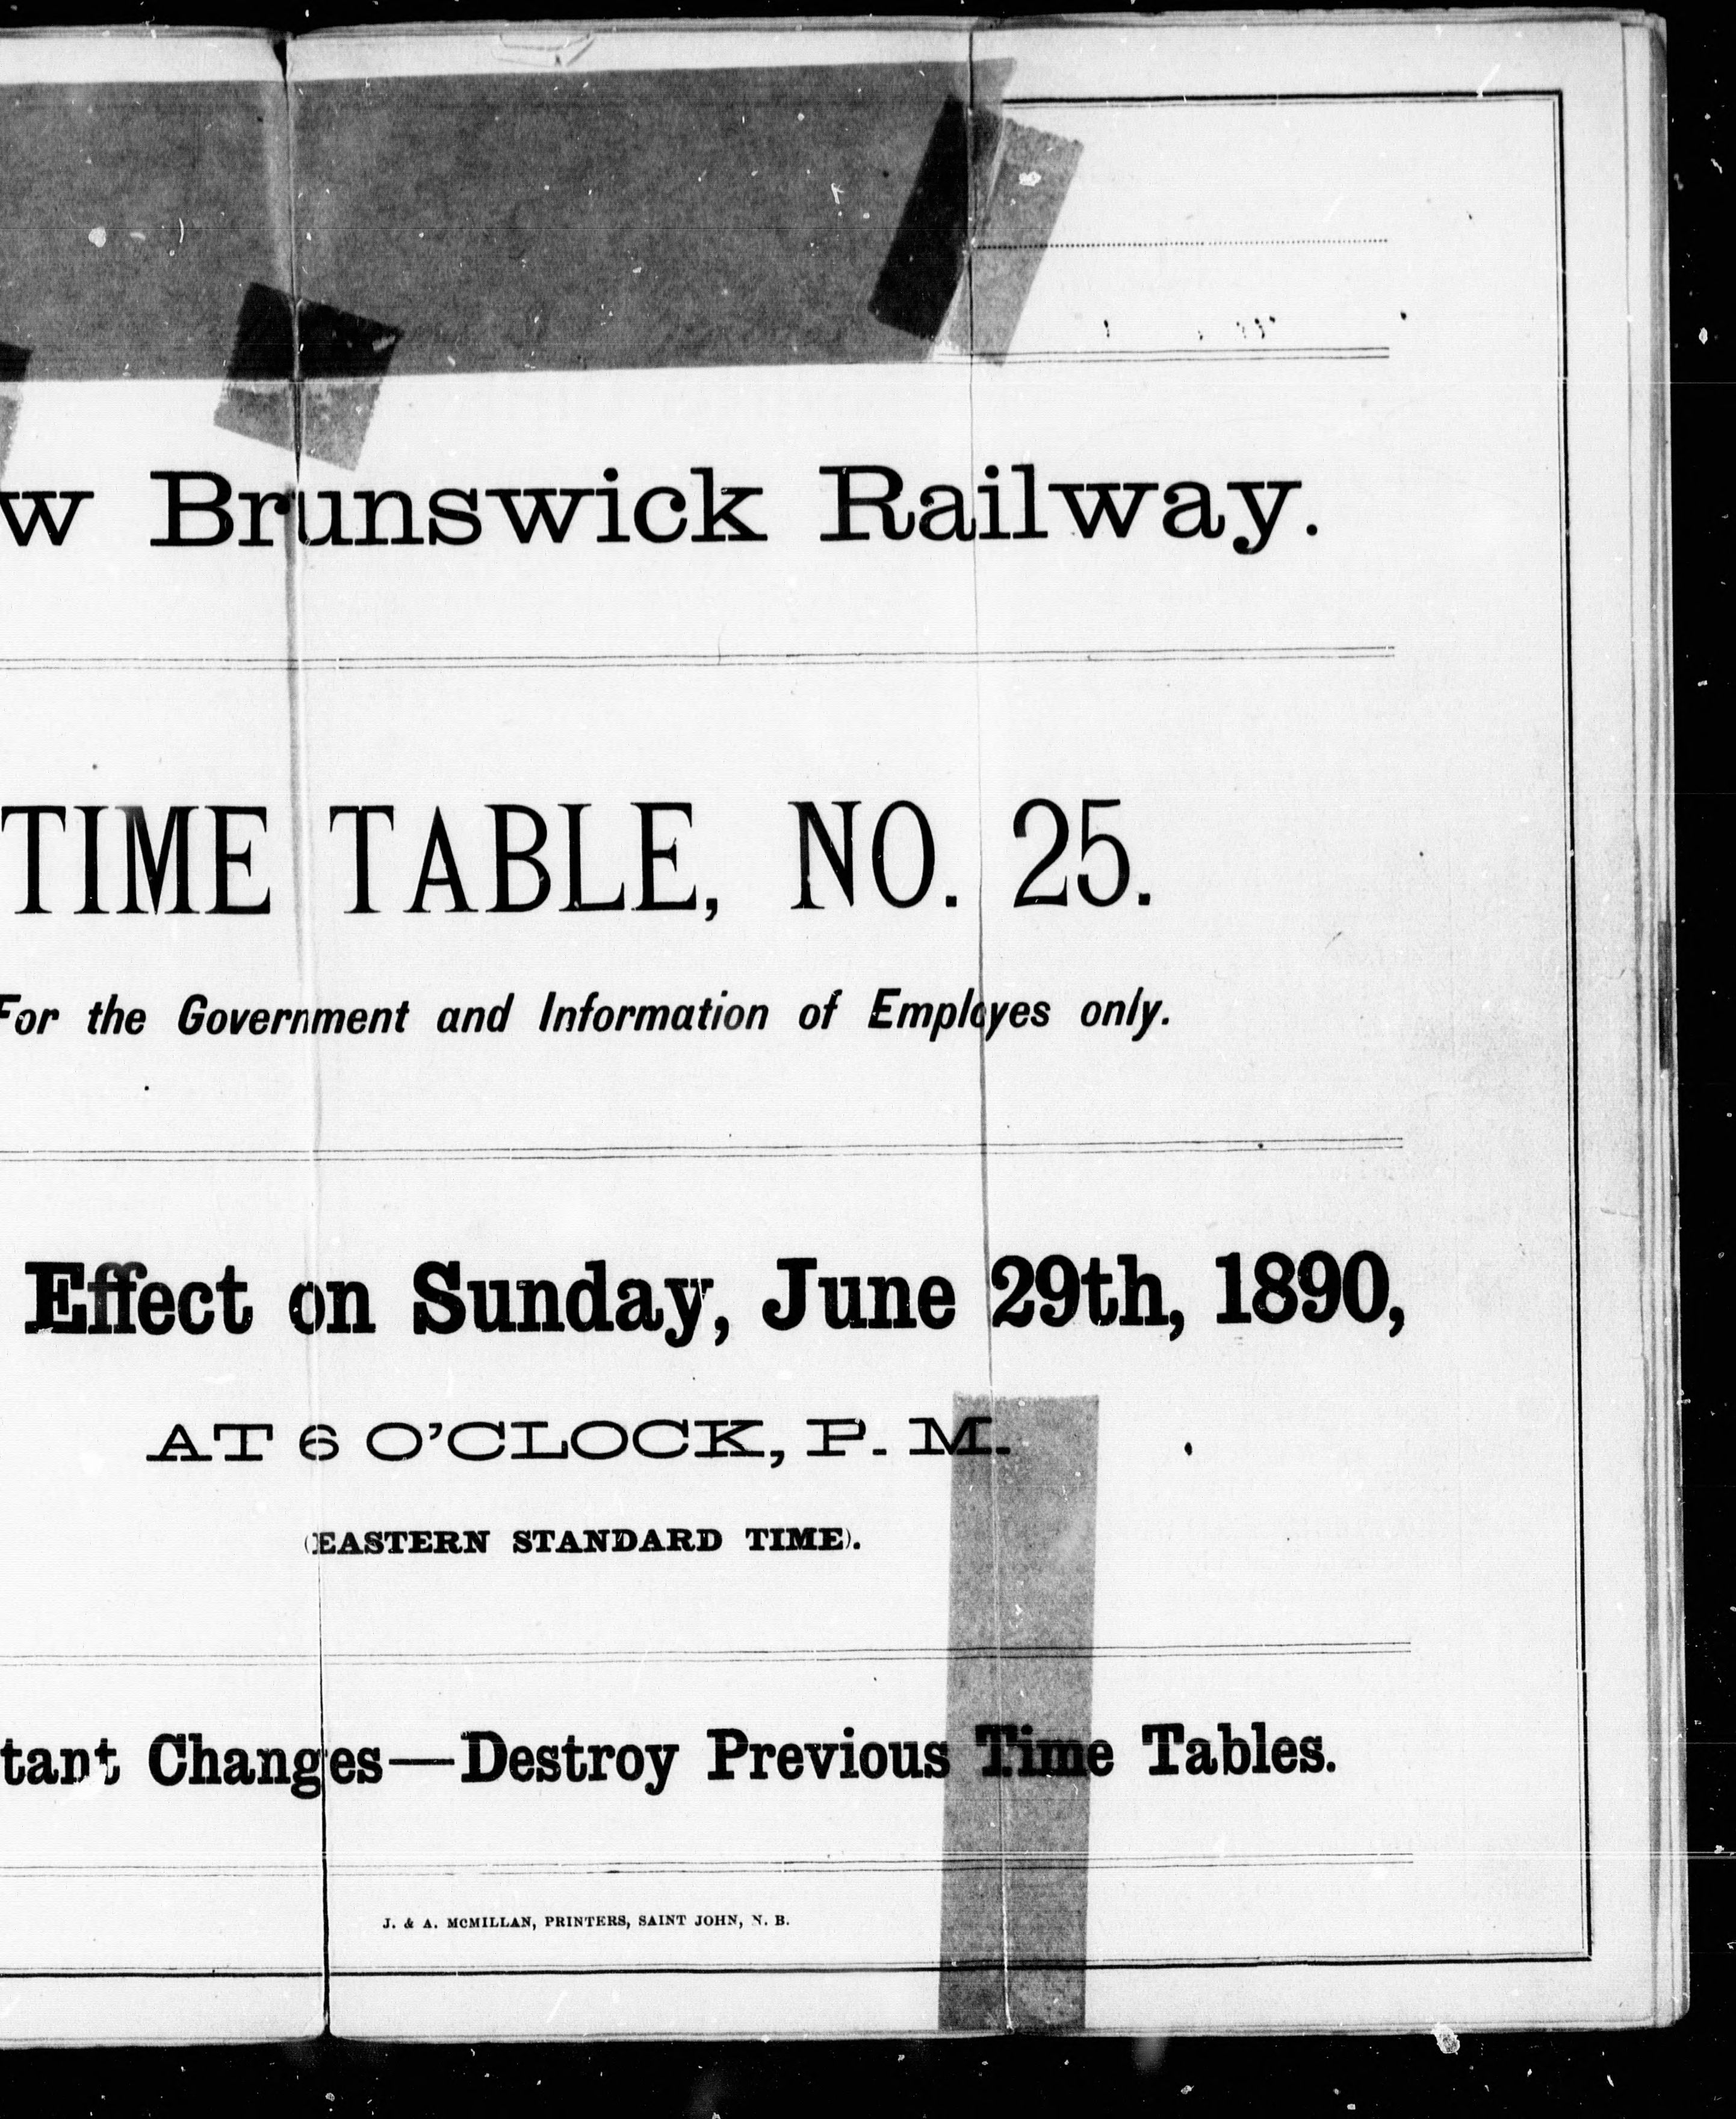 w Brunswick Railway.
TIME TABLE, NO. 25.
For the Government and Information of Employes only.
Effect on Sunday, June 29th, 1890,
AT 6 O'CLOCK, P. M.
(EASTERN STANDARD TIME).
tant Changes—Destroy Previous Time Tables.
J. & A. MCMILLAN, PRINTERS, SAINT JOHN, N. B.